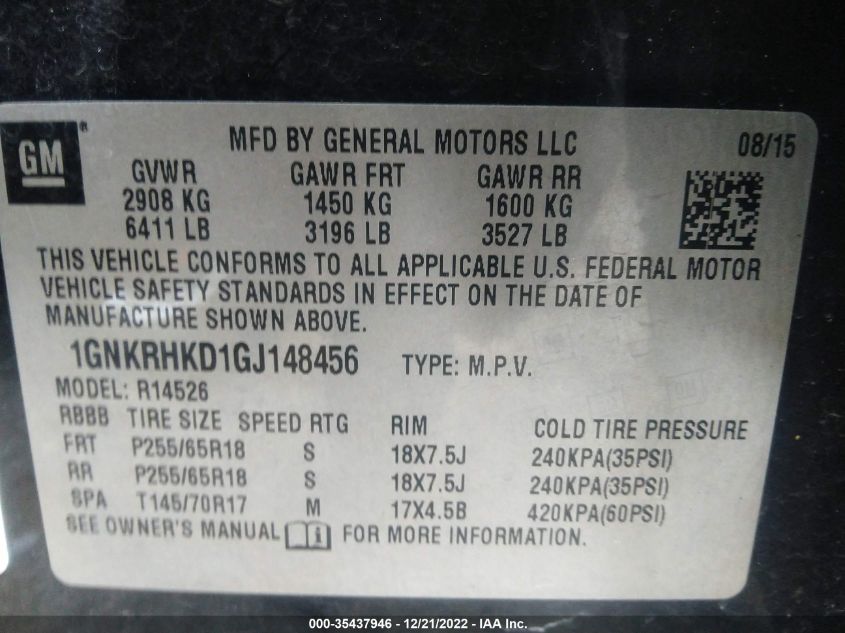 GM®
MFD BY GENERAL MOTORS LLC 08/15
GVWR GAWR FRT GAWR RR
2908 KG 1450 KG 1600 KG
6411 LB 3196 LB 3527 LB
THIS VEHICLE CONFORMS TO ALL APPLICABLE U.S. FEDERAL MOTOR
VEHICLE SAFETY STANDARDS IN EFFECT ON THE DATE OF
MANUFACTURE SHOWN ABOVE.
1GNKRHKD1GJ148456 TYPE: M.P.V.
MODEL: R14526
RBBB TIRE SIZE SPEED RTG RIM COLD TIRE PRESSURE
FRT P255/65R18 S 18X7.5J 240KPA(35PSI)
RR P255/65R18 S 18X7.5J 240KPA(35PSI)
SPA T145/70R17 M 17X4.5B 420KPA(60PSI)
SEE OWNER'S MANUAL i FOR MORE INFORMATION.
000-35437946 - 12/21/2022 - IAA Inc.